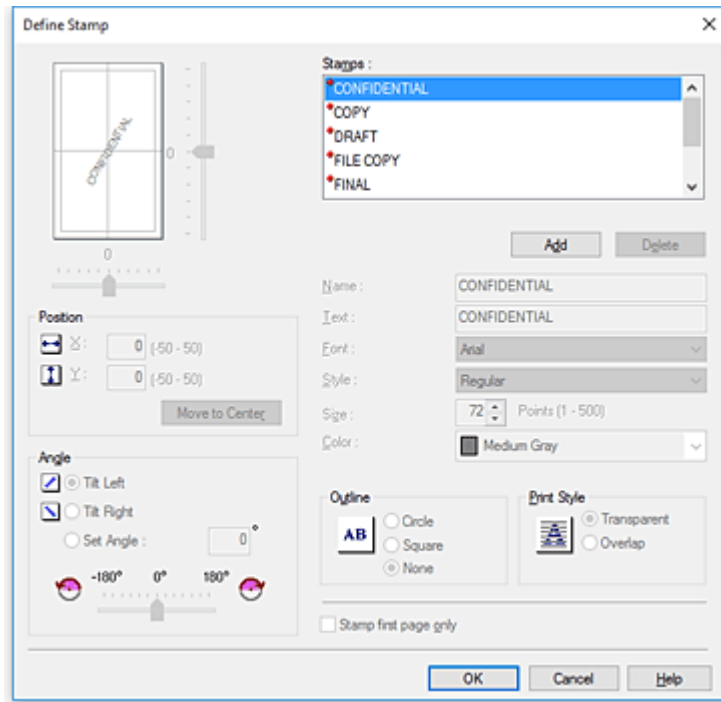 Define Stamp
CONFIDENTIAL
0
0
Position
X: 0 (-50 - 50)
Y: 0 (-50 - 50)
Move to Center
Angle
Tilt Left
Tilt Right
Set Angle : 0 °
-180° 0° 180°
Stamps :
CONFIDENTIAL
COPY
DRAFT
FILE COPY
FINAL
Add Delete
Name : CONFIDENTIAL
Text : CONFIDENTIAL
Font : Arial
Style : Regular
Size : 72 Points (1 - 500)
Color : Medium Gray
Outline
AB
Circle
Square
None
Print Style
A
Transparent
Overlap
Stamp first page only
OK Cancel Help